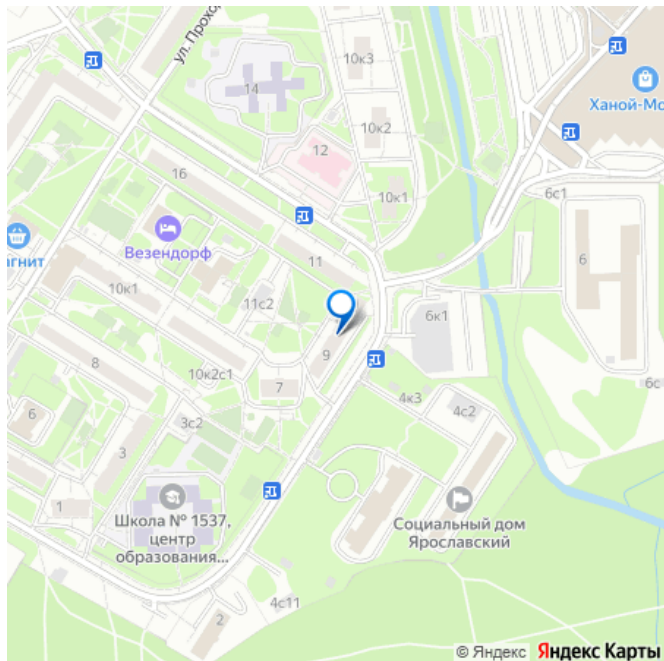 ул. Прохо
10к3
14
Ханой-Мо
12
10к2
16
10к1
6с1
Везендорф
агнит
11
6
10к1
11с2
6к1
9
8
10к2с1
7
6с
4к3
4с2
6
3с2
3
Школа № 1537,
центр
образования...
1
Социальный дом
Ярославский
4с11
2
© Яндекс Яндекс Карты